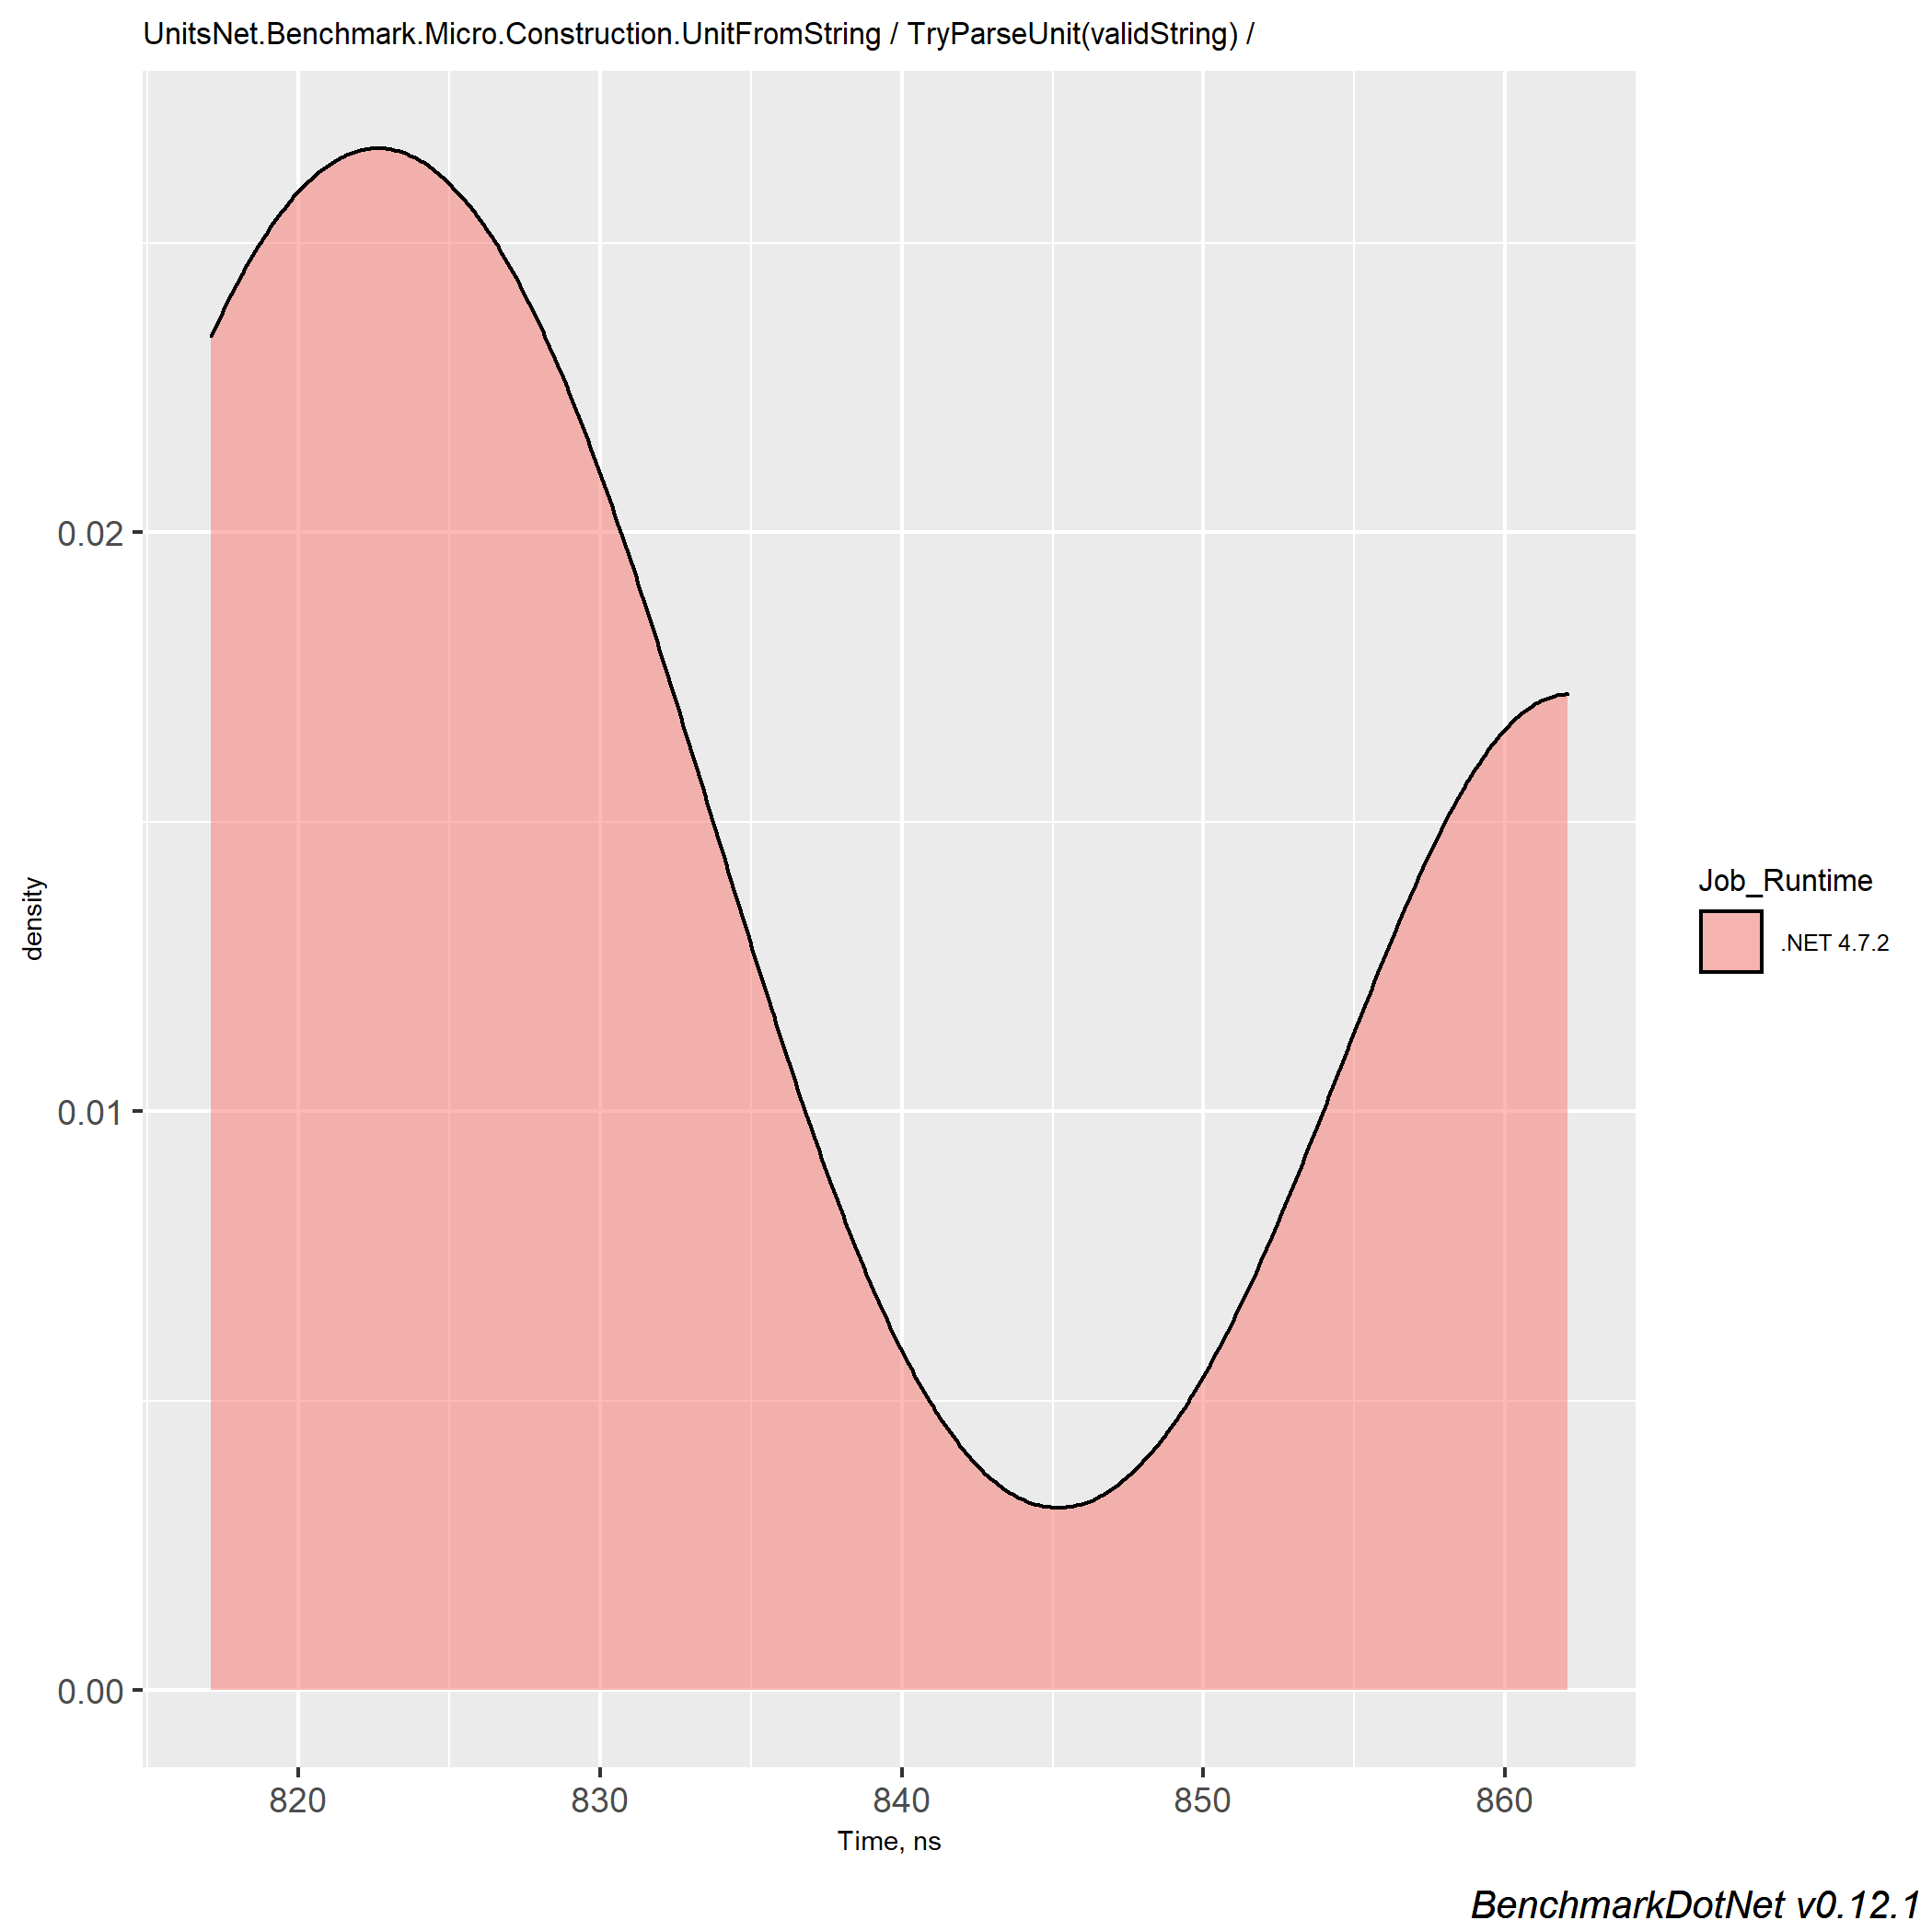 UnitsNet.Benchmark.Micro.Construction.UnitFromString / TryParseUnit(validString) /
0.02
0.01
0.00
density
820 830 840 850 860
Time, ns
Job_Runtime
.NET 4.7.2
BenchmarkDotNet v0.12.1